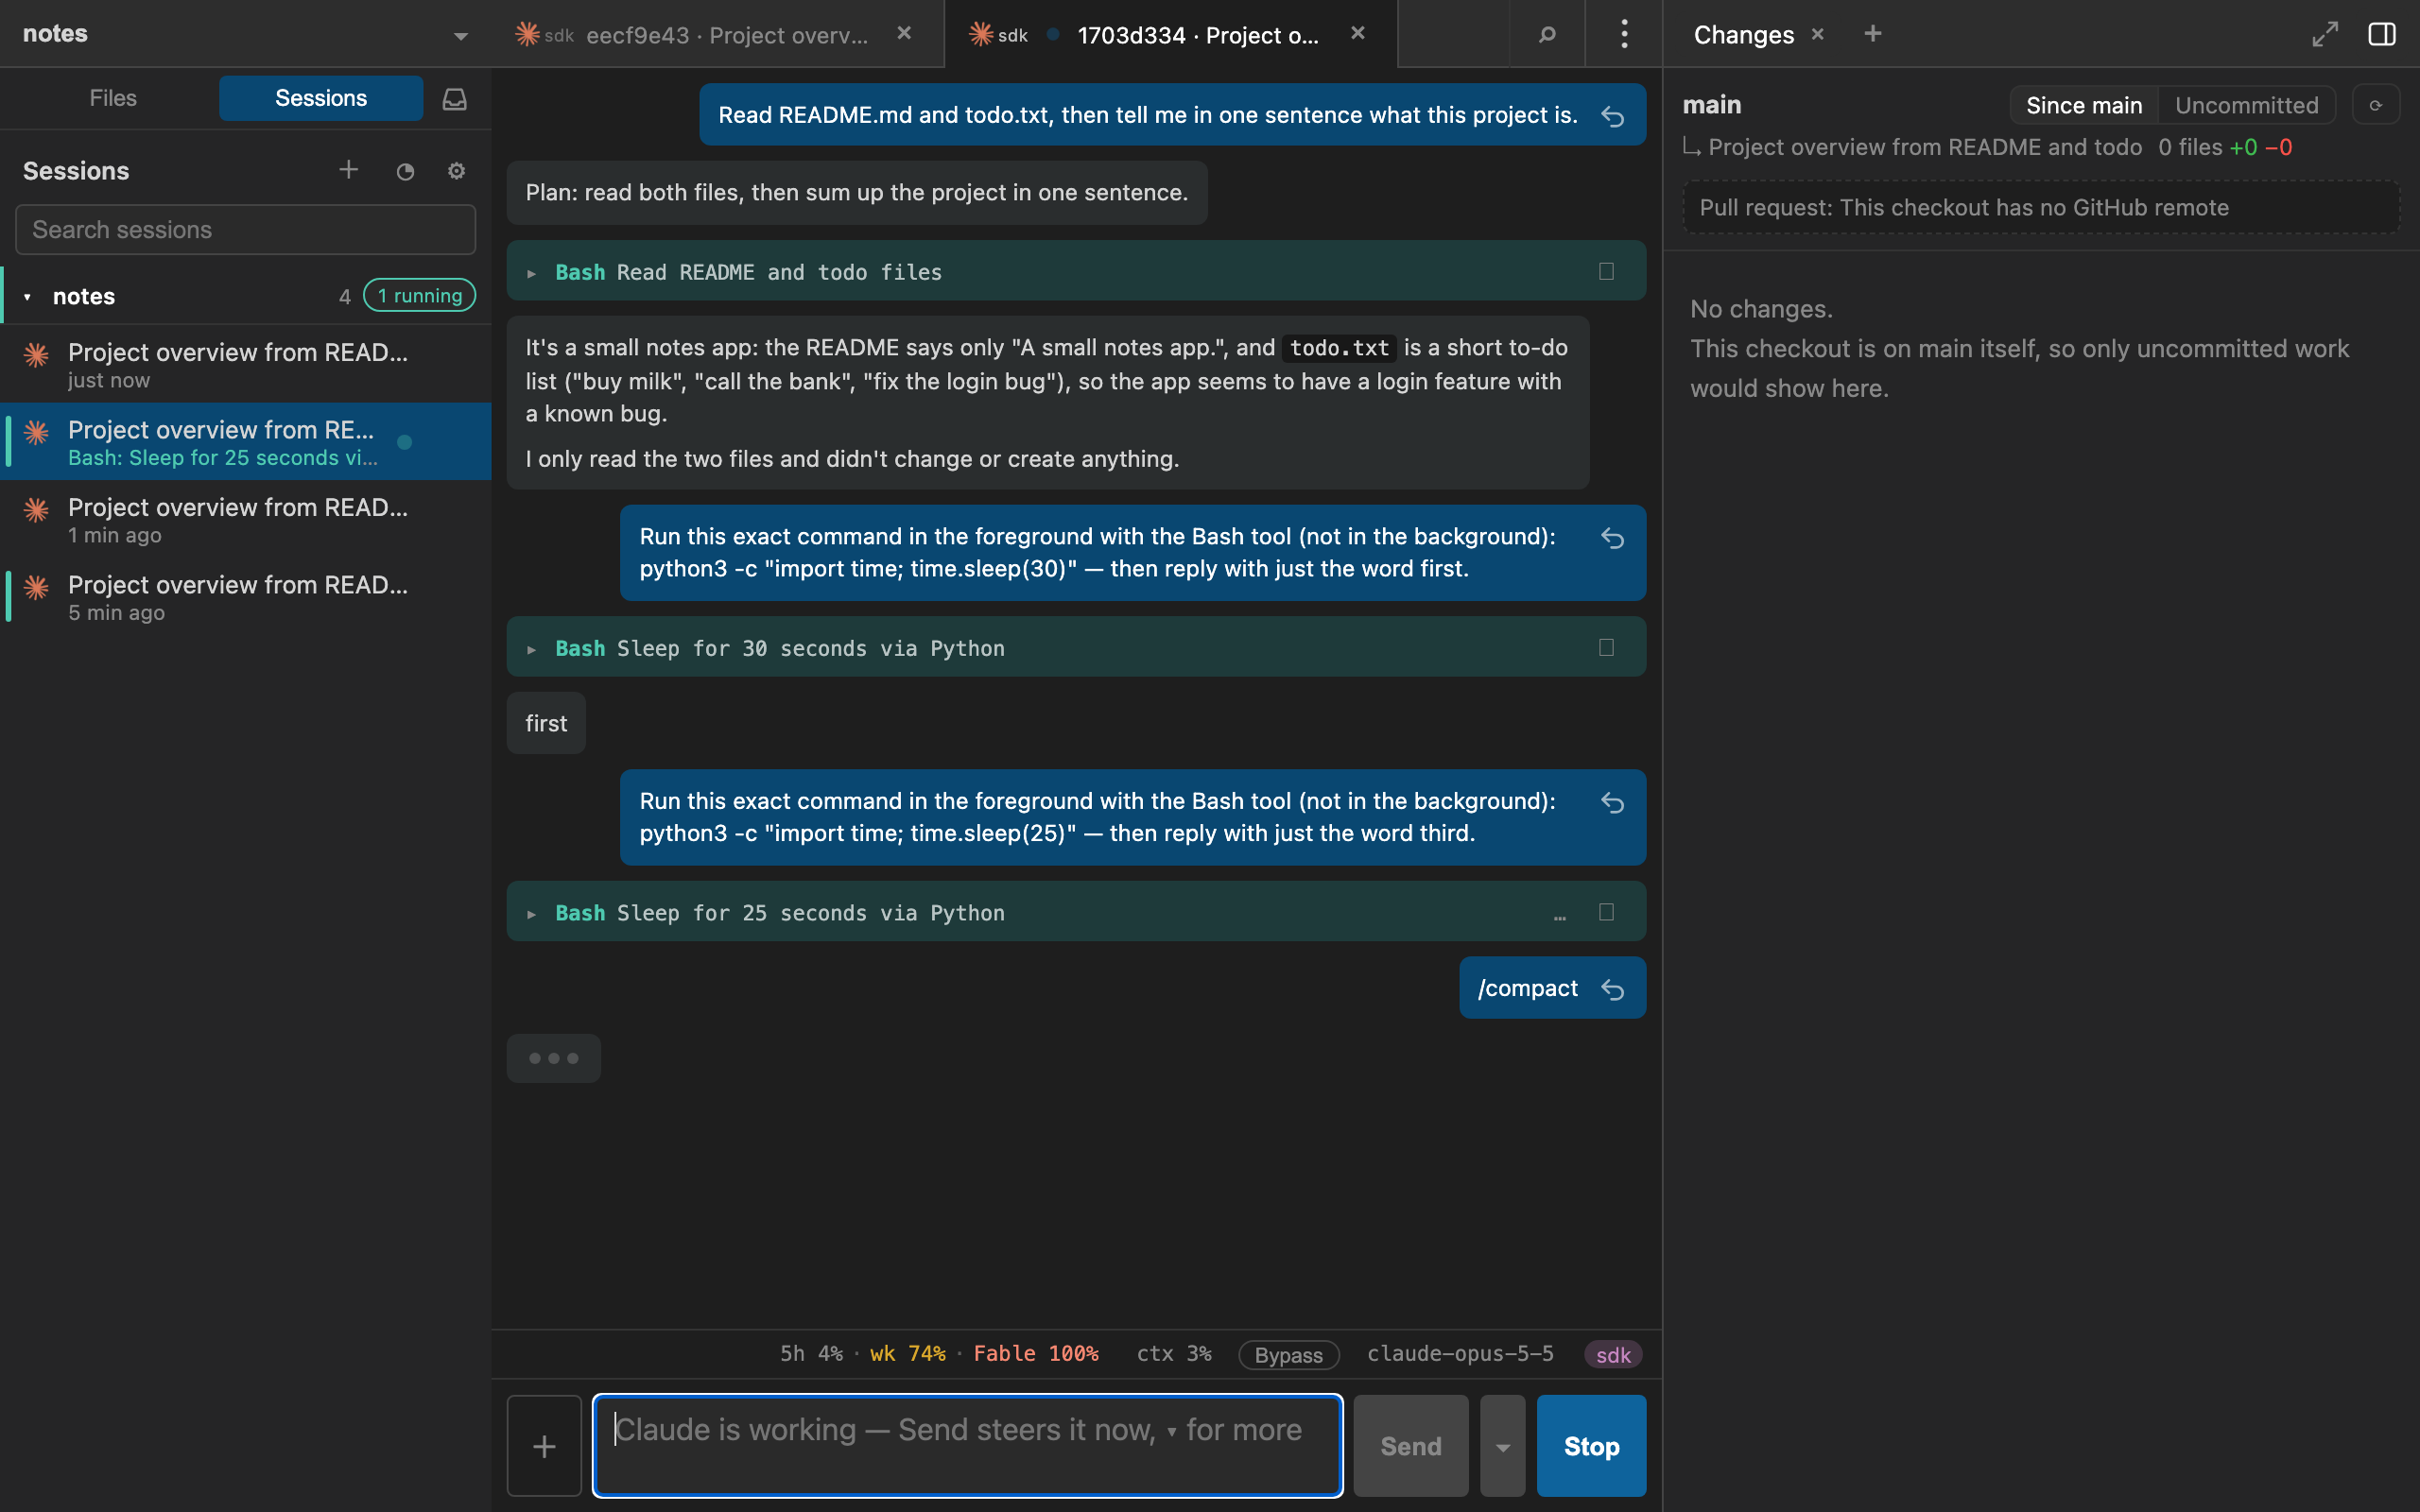 notes
sdk eecf9e43 · Project overv...
sdk 1703d334 · Project o...
Changes
Files
Sessions
Sessions
Search sessions
notes
4
1 running
Project overview from READ...
just now
Project overview from RE...
Bash: Sleep for 25 seconds vi...
Project overview from READ...
1 min ago
Project overview from READ...
5 min ago
Read README.md and todo.txt, then tell me in one sentence what this project is.
Plan: read both files, then sum up the project in one sentence.
Bash Read README and todo files
It's a small notes app: the README says only "A small notes app.", and todo.txt is a short to-do
list ("buy milk", "call the bank", "fix the login bug"), so the app seems to have a login feature with
a known bug.
I only read the two files and didn't change or create anything.
Run this exact command in the foreground with the Bash tool (not in the background):
python3 -c "import time; time.sleep(30)" — then reply with just the word first.
Bash Sleep for 30 seconds via Python
first
Run this exact command in the foreground with the Bash tool (not in the background):
python3 -c "import time; time.sleep(25)" — then reply with just the word third.
Bash Sleep for 25 seconds via Python ...
/compact
5h 4% · wk 74% · Fable 100% ctx 3% Bypass claude-opus-5-5 sdk
Claude is working — Send steers it now, ▾ for more
Send
Stop
main
Since main
Uncommitted
Project overview from README and todo 0 files +0 −0
Pull request: This checkout has no GitHub remote
No changes.
This checkout is on main itself, so only uncommitted work
would show here.